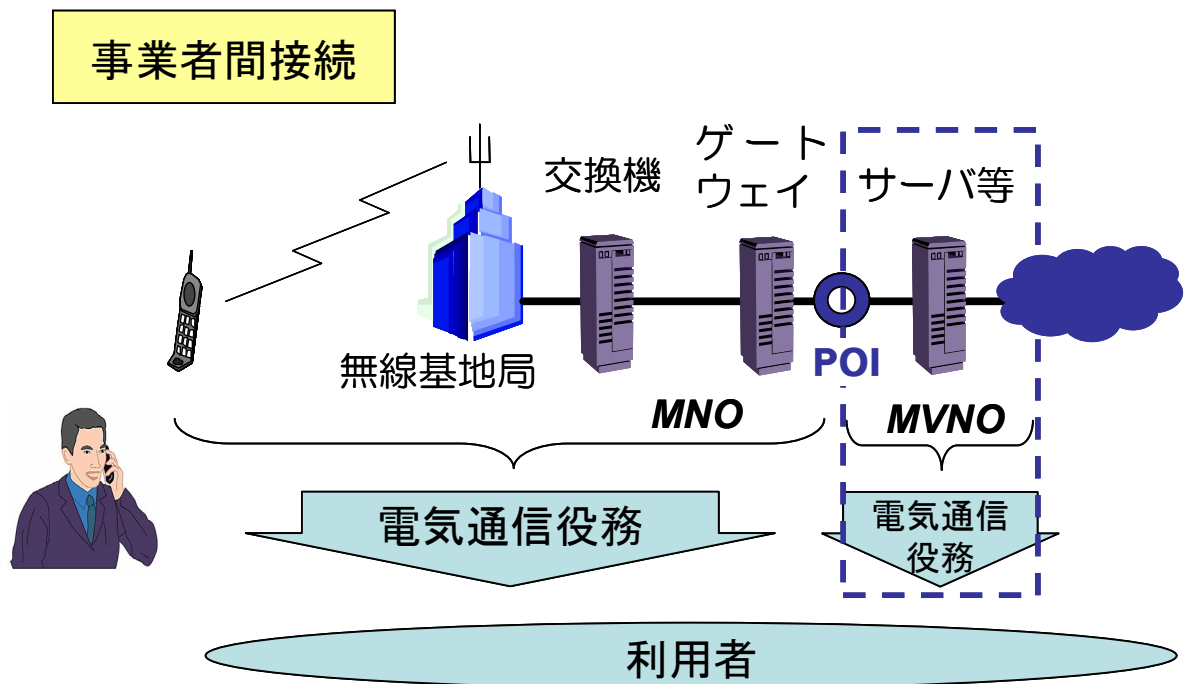 事業者間接続
ゲート
ウェイ
交換機
サーバ等
無線基地局
POI
MNO
MVNO
電気通信役務
電気通信
役務
利用者